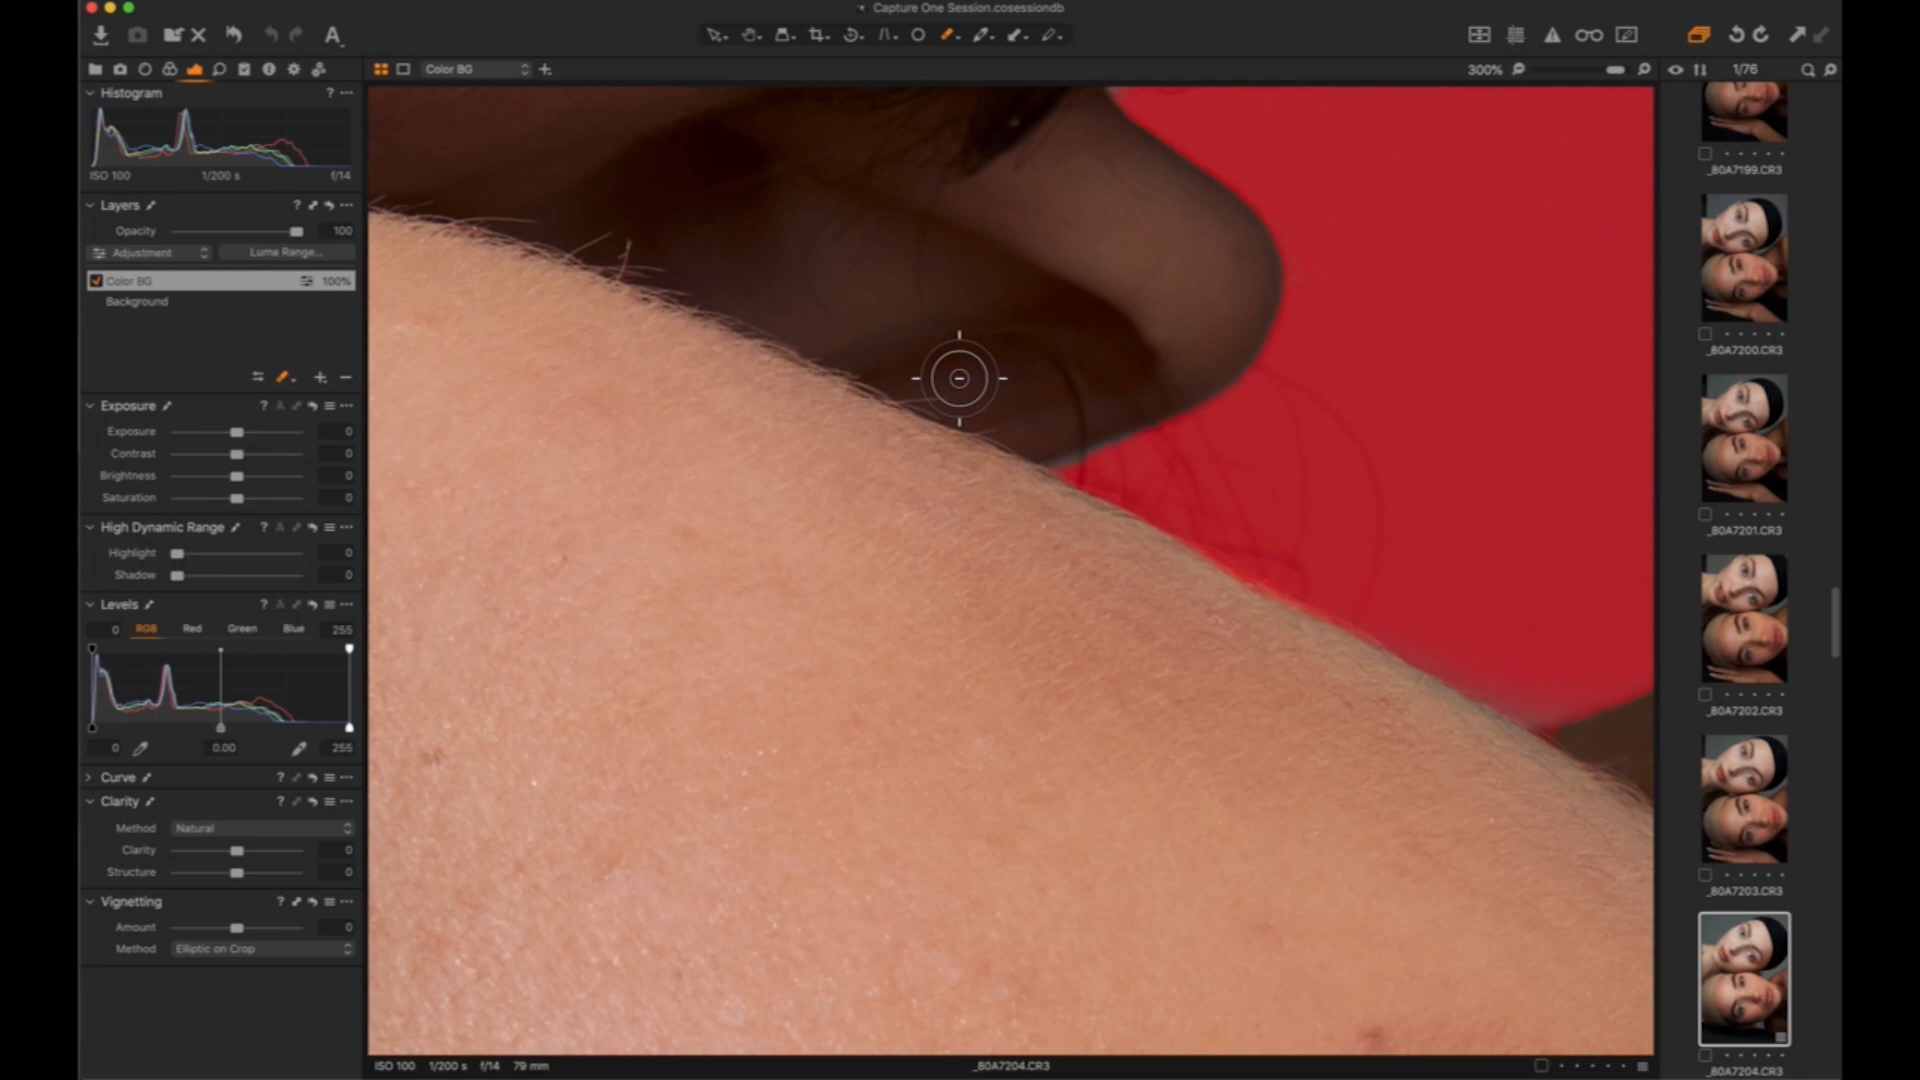 Capture One Session.cosessiondb
A
Color BG
300%
1/76
Histogram
ISO 100 1/200 s f/14
Layers
Opacity 100
Adjustment Luma Range...
Color BG 100%
Background
Exposure
Exposure 0
Contrast 0
Brightness 0
Saturation 0
High Dynamic Range
Highlight 0
Shadow 0
Levels
0 RGB Red Green Blue 255
0 0.00 255
Curve
Clarity
Method Natural
Clarity 0
Structure 0
Vignetting
Amount 0
Method Elliptic on Crop
ISO 100 1/200 s f/14 79 mm
_80A7204.CR3
_80A7199.CR3
_80A7200.CR3
_80A7201.CR3
_80A7202.CR3
_80A7203.CR3
_80A7204.CR3